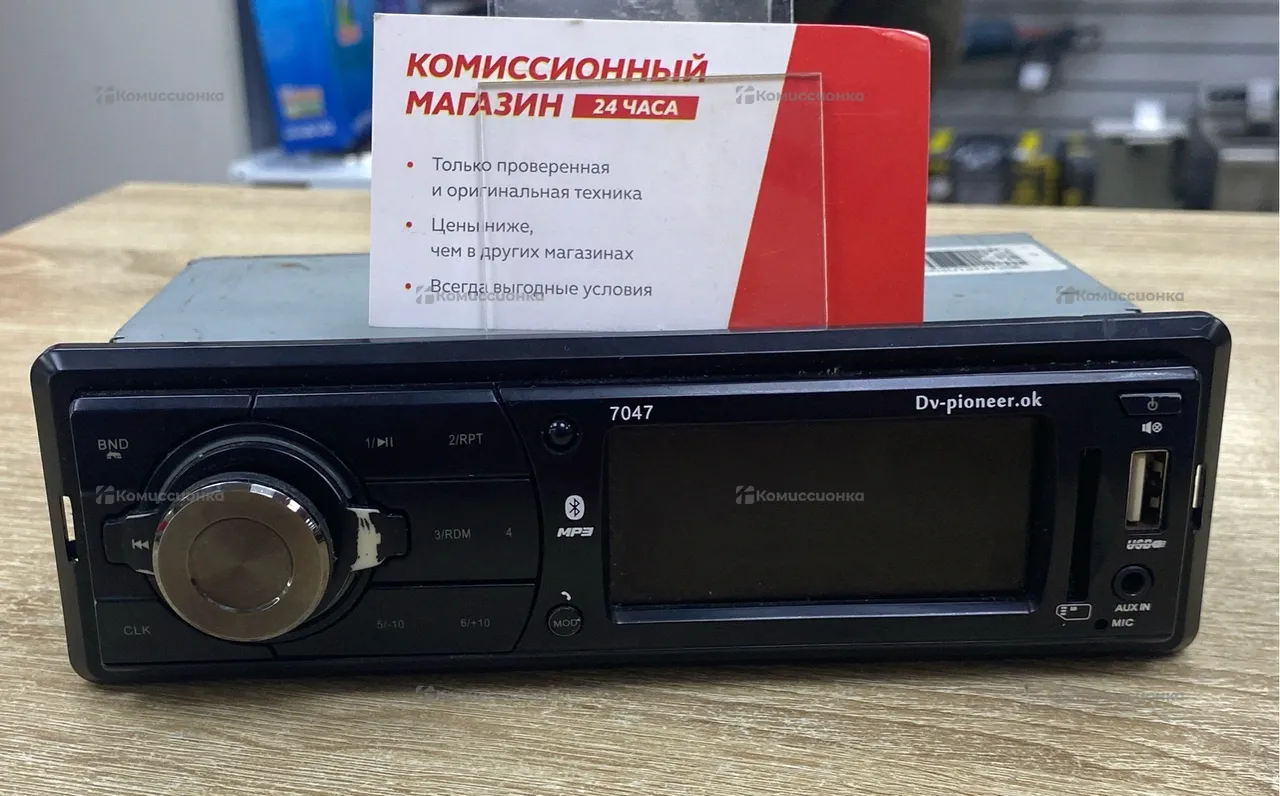 КОМИССИОННЫЙ
МАГАЗИН 24 ЧАСА
• Только проверенная
и оригинальная техника
• Цены ниже,
чем в других магазинах
• Всегда выгодные условия
Комиссионка
Комиссионка
Комиссионка
Комиссионка
7047
Dv-pioneer.ok
BND
1/►II
2/RPT
Комиссионка
Комиссионка
MP3
3/RDM
4
USB
CLK
5/-10
6/+10
MOD
AUX IN
MIC
Комиссионка
Комиссионка